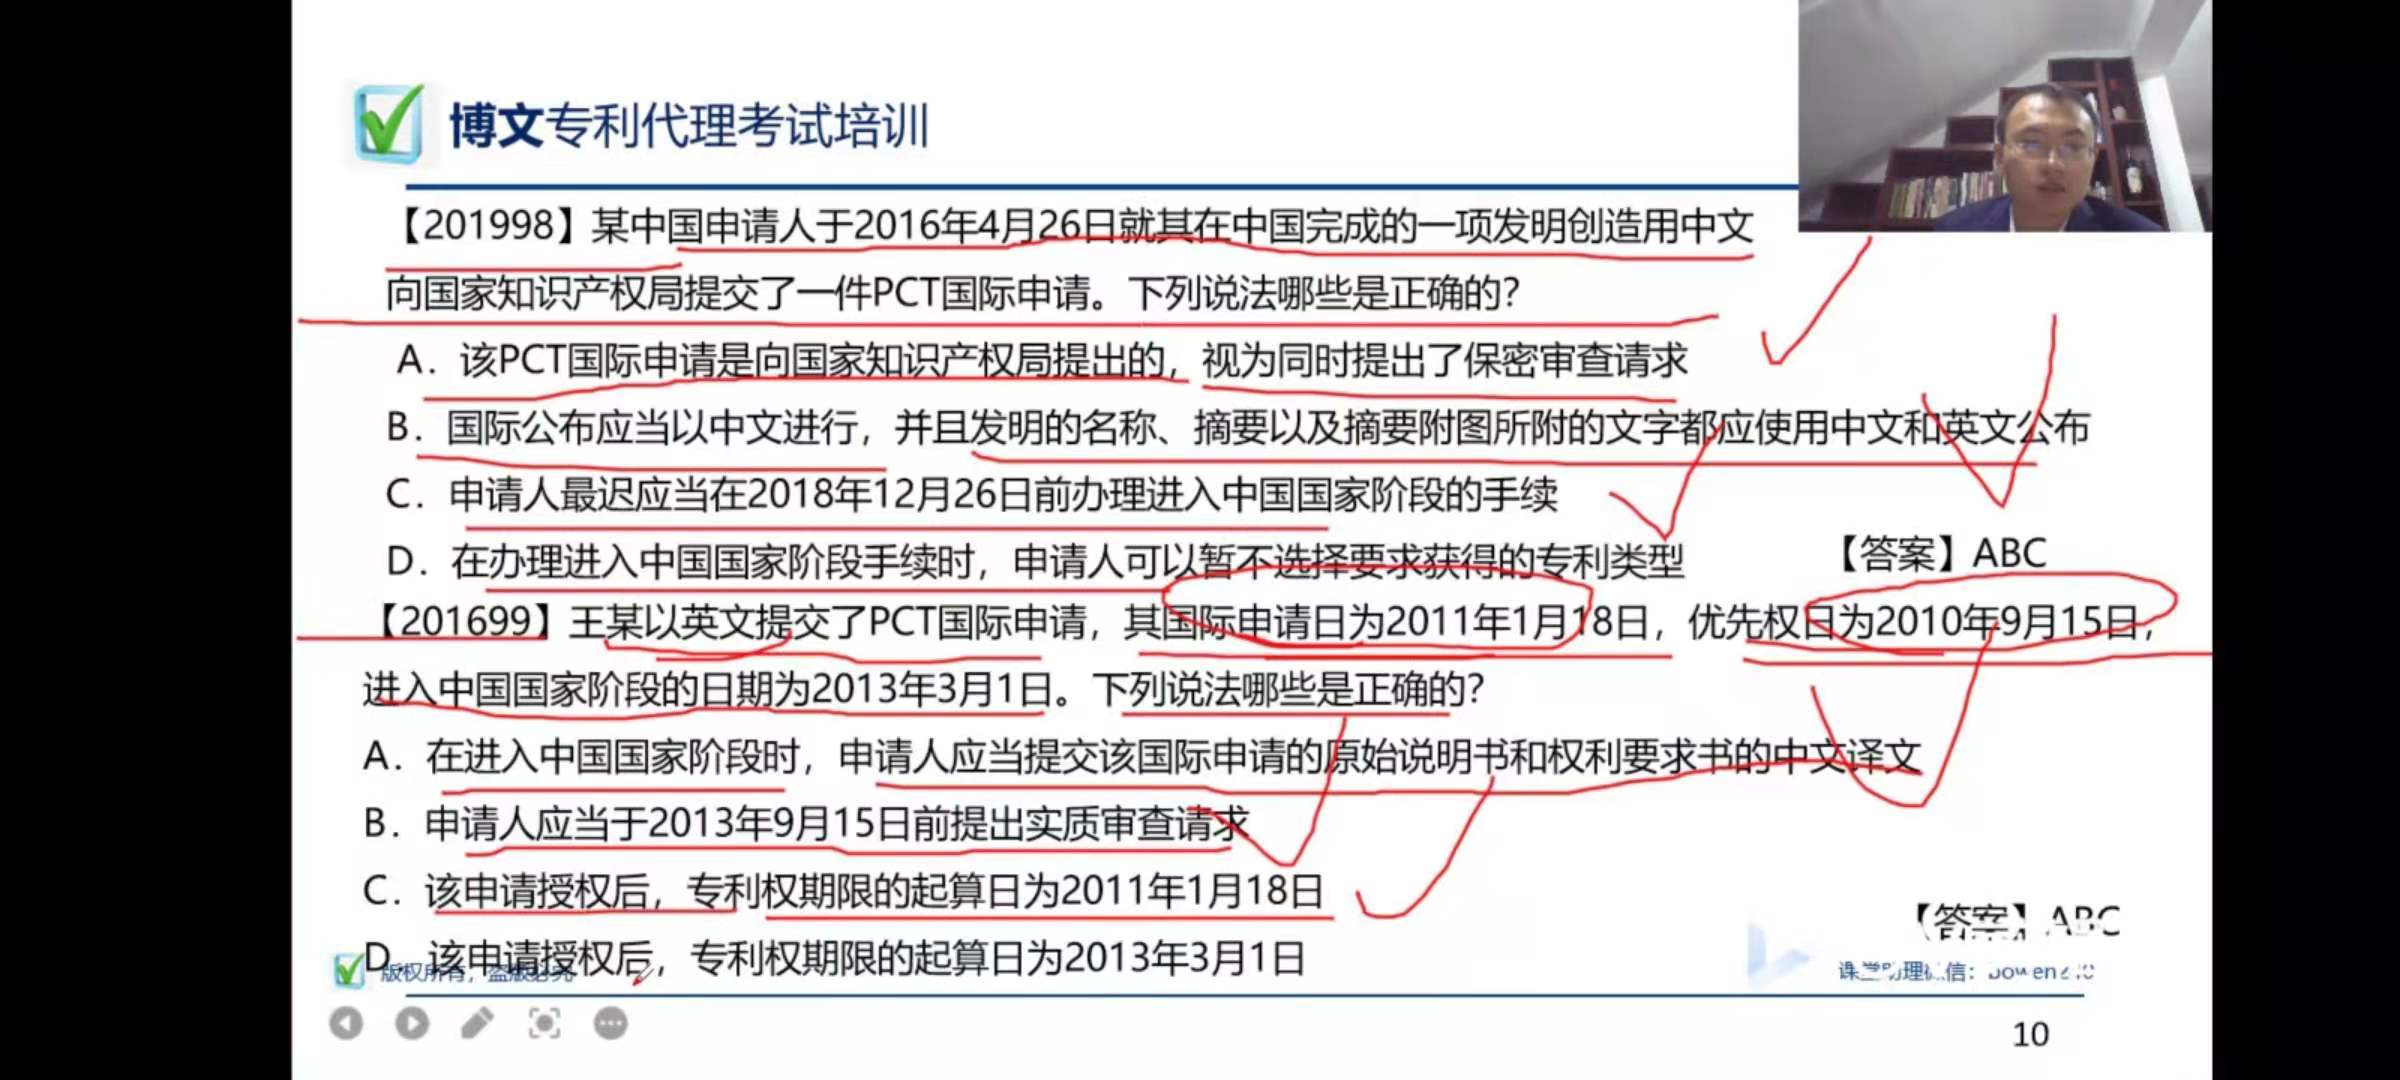 博文专利代理考试培训
【201998】某中国申请人于2016年4月26日就其在中国完成的一项发明创造用中文
向国家知识产权局提交了一件PCT国际申请。下列说法哪些是正确的？
A．该PCT国际申请是向国家知识产权局提出的，视为同时提出了保密审查请求
B．国际公布应当以中文进行，并且发明的名称、摘要以及摘要附图所附的文字都应使用中文和英文公布
C．申请人最迟应当在2018年12月26日前办理进入中国国家阶段的手续
D．在办理进入中国国家阶段手续时，申请人可以暂不选择要求获得的专利类型
【答案】ABC
【201699】王某以英文提交了PCT国际申请，其国际申请日为2011年1月18日，优先权日为2010年9月15日，
进入中国国家阶段的日期为2013年3月1日。下列说法哪些是正确的？
A．在进入中国国家阶段时，申请人应当提交该国际申请的原始说明书和权利要求书的中文译文
B．申请人应当于2013年9月15日前提出实质审查请求
C．该申请授权后，专利权期限的起算日为2011年1月18日
【答案】ABC
D．该申请授权后，专利权期限的起算日为2013年3月1日
版权所有，盗版必究
课堂助理微信：
10